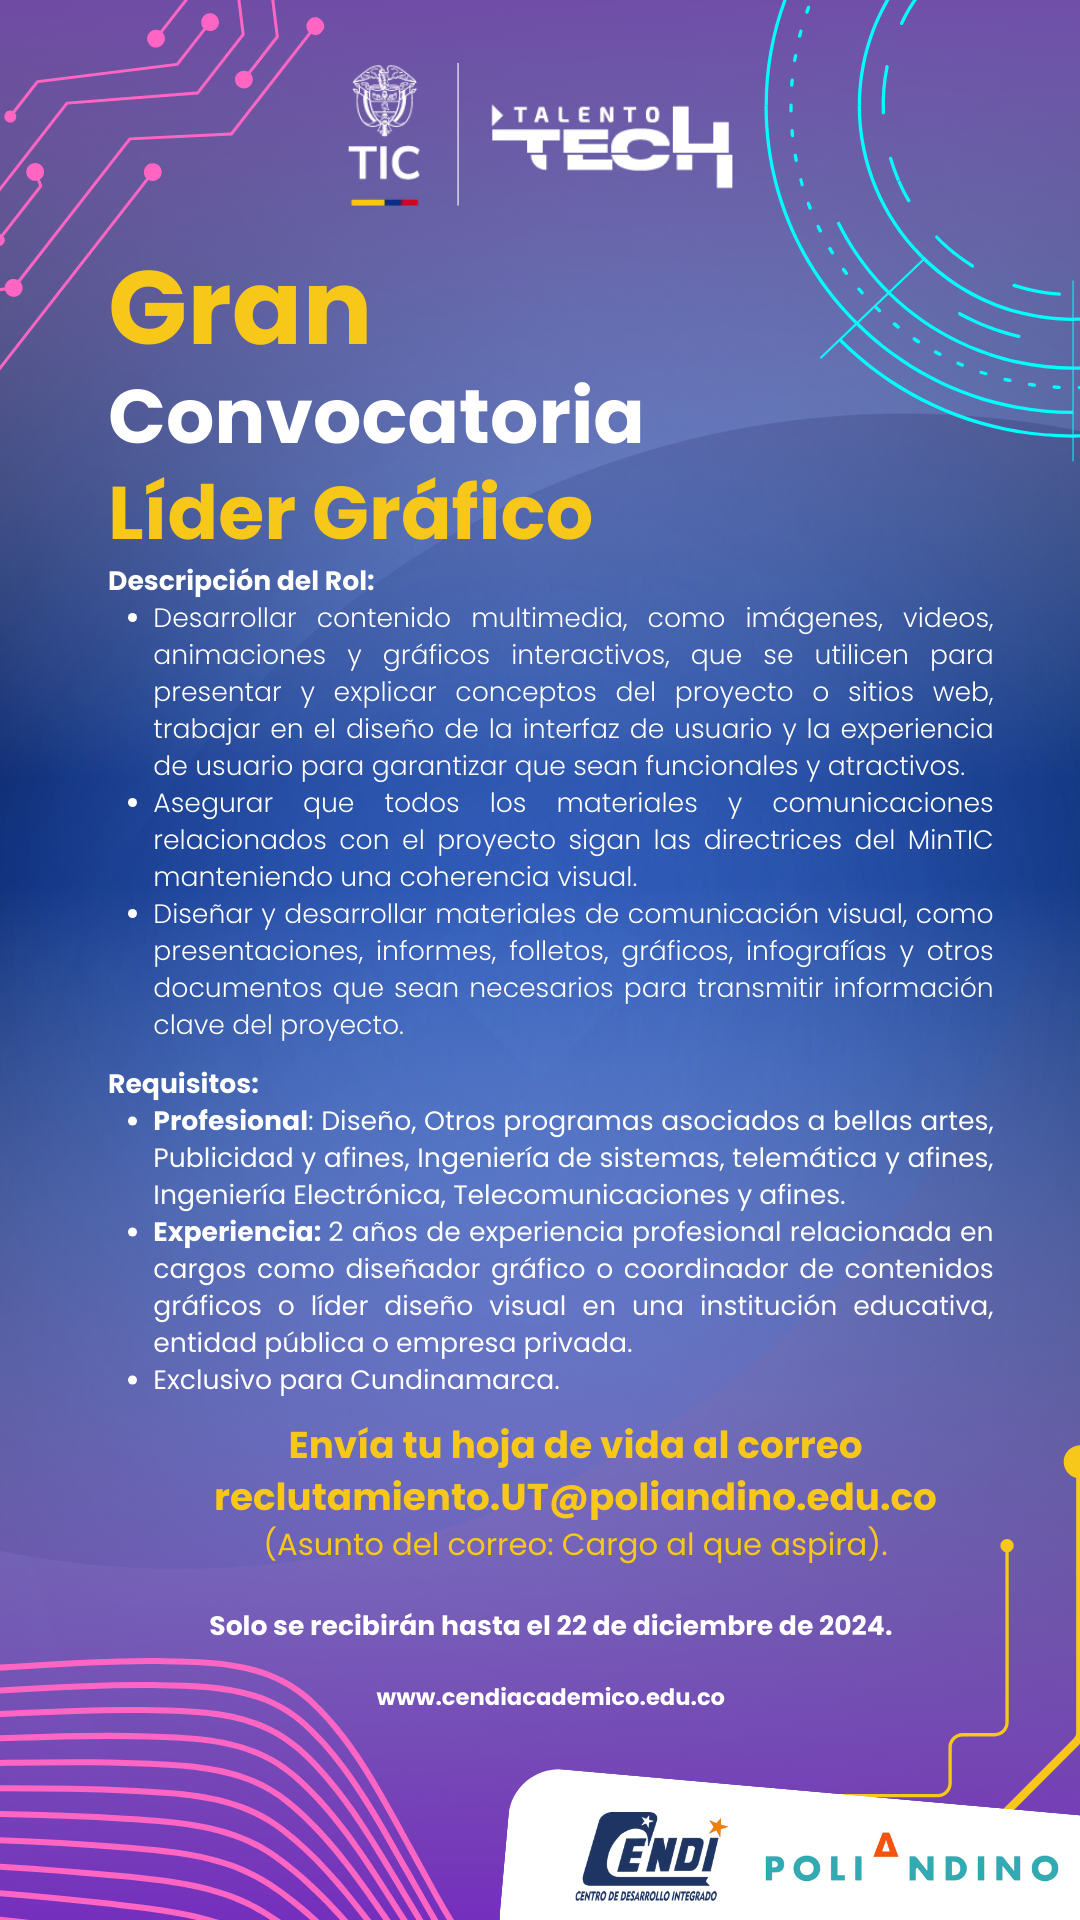 TIC
TALENTO
TECH
Gran
Convocatoria
Líder Gráfico
Descripción del Rol:
• Desarrollar contenido multimedia, como imágenes, videos,
animaciones y gráficos interactivos, que se utilicen para
presentar y explicar conceptos del proyecto o sitios web,
trabajar en el diseño de la interfaz de usuario y la experiencia
de usuario para garantizar que sean funcionales y atractivos.
• Asegurar que todos los materiales y comunicaciones
relacionados con el proyecto sigan las directrices del MinTIC
manteniendo una coherencia visual.
• Diseñar y desarrollar materiales de comunicación visual, como
presentaciones, informes, folletos, gráficos, infografías y otros
documentos que sean necesarios para transmitir información
clave del proyecto.
Requisitos:
• Profesional: Diseño, Otros programas asociados a bellas artes,
Publicidad y afines, Ingeniería de sistemas, telemática y afines,
Ingeniería Electrónica, Telecomunicaciones y afines.
• Experiencia: 2 años de experiencia profesional relacionada en
cargos como diseñador gráfico o coordinador de contenidos
gráficos o líder diseño visual en una institución educativa,
entidad pública o empresa privada.
• Exclusivo para Cundinamarca.
Envía tu hoja de vida al correo
reclutamiento.UT@poliandino.edu.co
(Asunto del correo: Cargo al que aspira).
Solo se recibirán hasta el 22 de diciembre de 2024.
www.cendiacademico.edu.co
CENDI
CENTRO DE DESARROLLO INTEGRADO
POLIANDINO